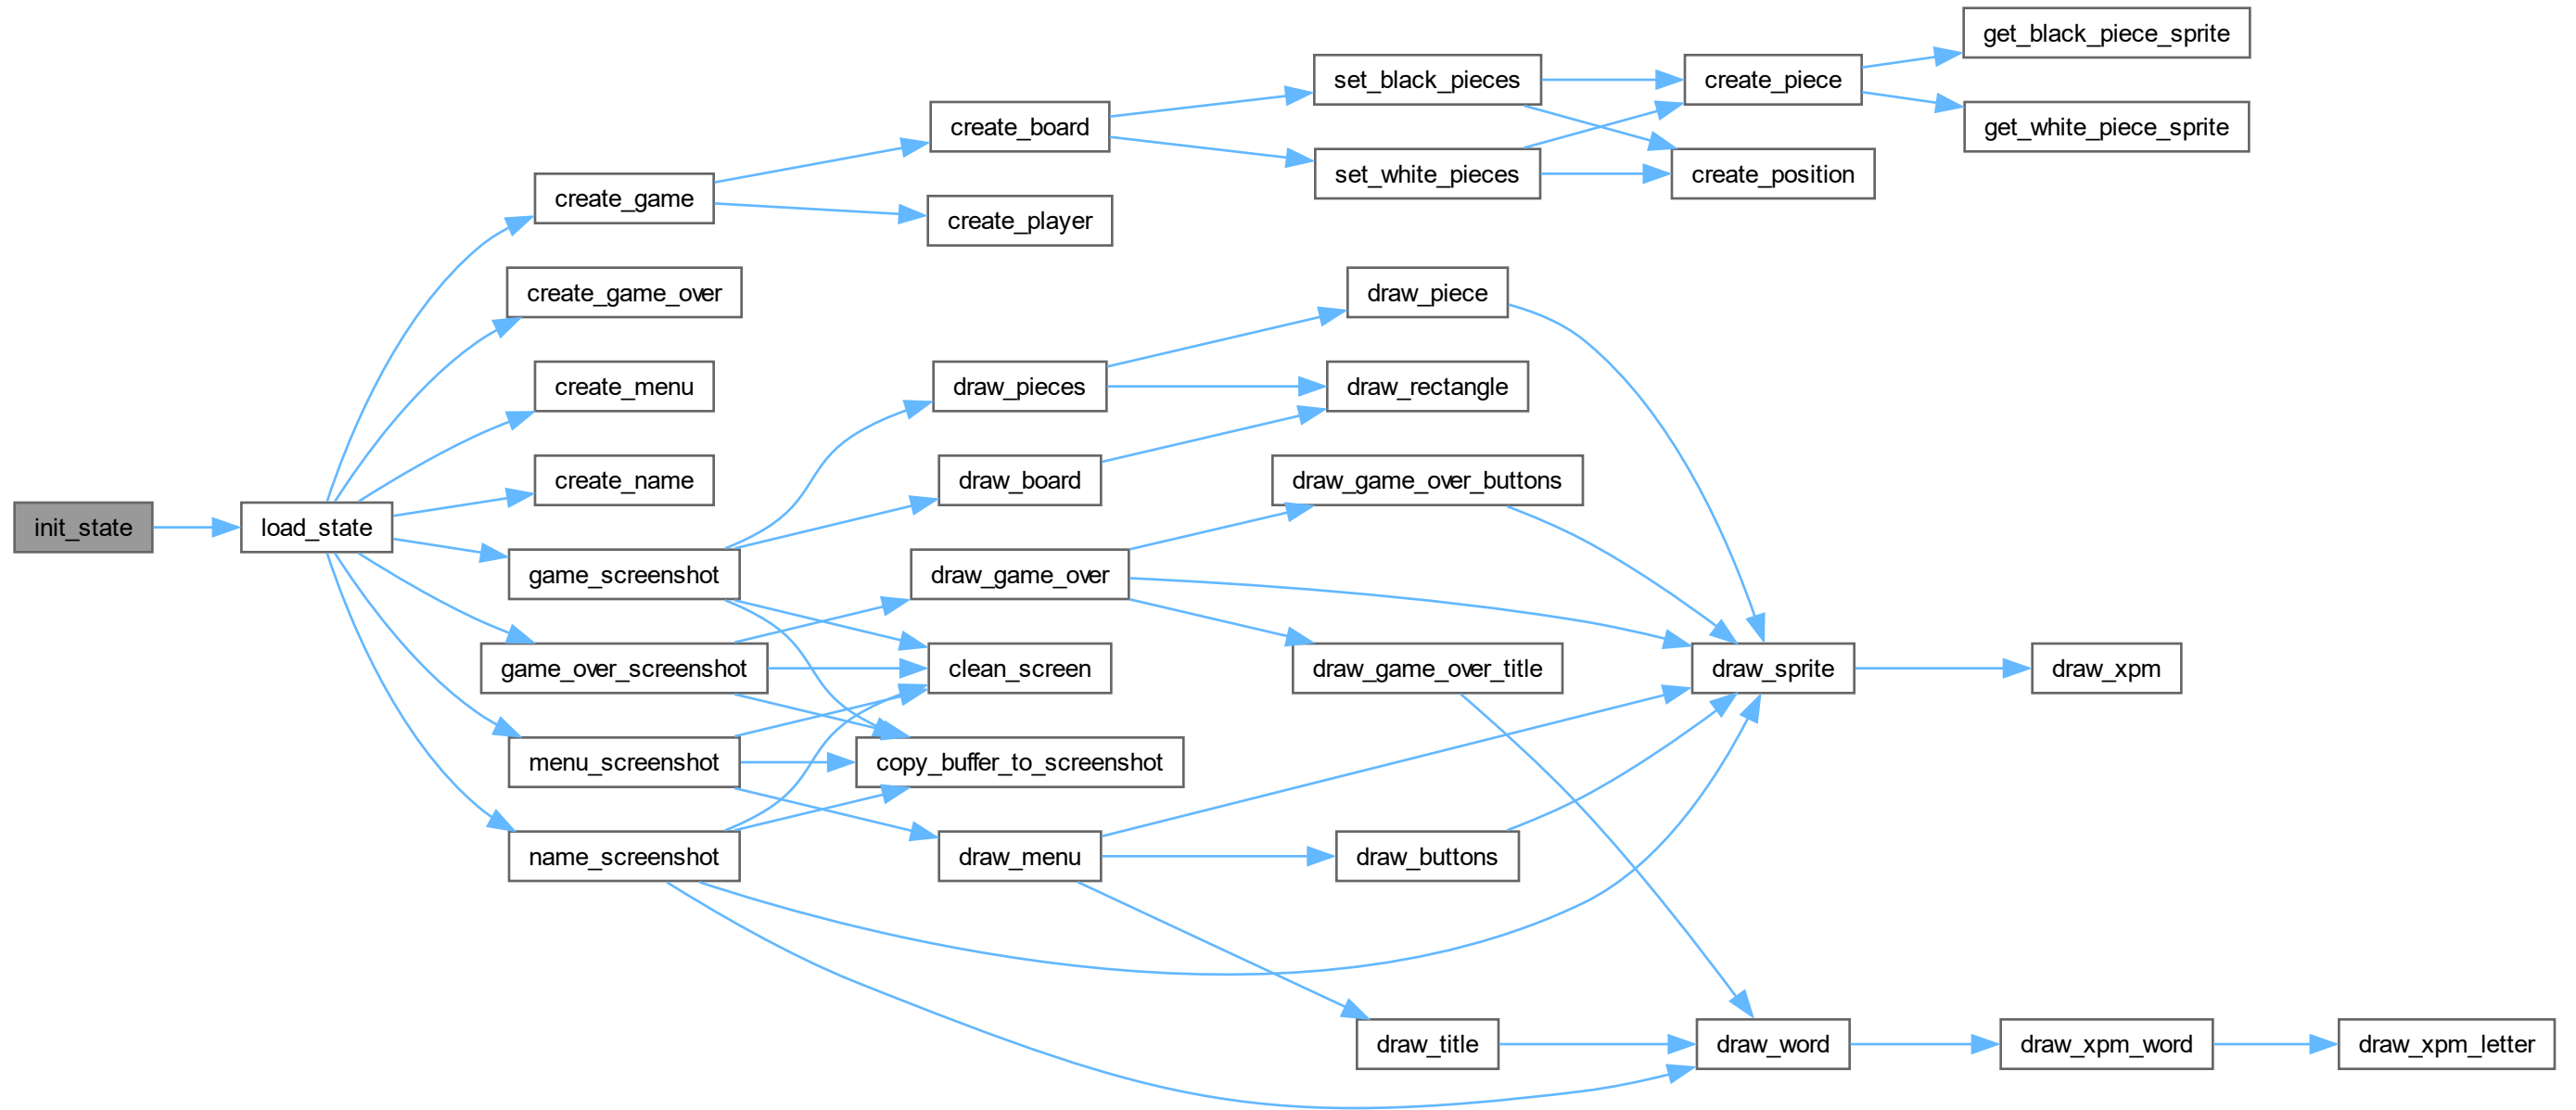 get_black_piece_sprite
set_black_pieces
create_piece
create_board
get_white_piece_sprite
set_white_pieces
create_position
create_game
create_player
create_game_over
draw_piece
create_menu
draw_pieces
draw_rectangle
create_name
draw_board
draw_game_over_buttons
init_state
load_state
game_screenshot
draw_game_over
game_over_screenshot
clean_screen
draw_game_over_title
draw_sprite
draw_xpm
menu_screenshot
copy_buffer_to_screenshot
name_screenshot
draw_menu
draw_buttons
draw_title
draw_word
draw_xpm_word
draw_xpm_letter